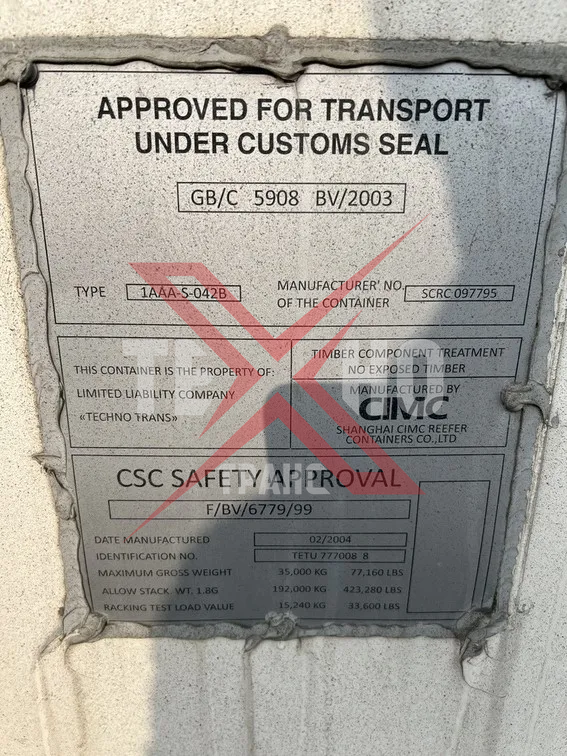 APPROVED FOR TRANSPORT
UNDER CUSTOMS SEAL
GB/C 5908 BV/2003
TYPE 1AAA-S-042B
MANUFACTURER' NO.
OF THE CONTAINER SCRC 097795
THIS CONTAINER IS THE PROPERTY OF:
LIMITED LIABILITY COMPANY
«TECHNO TRANS»
TIMBER COMPONENT TREATMENT
NO EXPOSED TIMBER
MANUFACTURED BY
CIMC
SHANGHAI CIMC REEFER
CONTAINERS CO.,LTD
CSC SAFETY APPROVAL
F/BV/6779/99
DATE MANUFACTURED 02/2004
IDENTIFICATION NO. TETU 777008 8
MAXIMUM GROSS WEIGHT 35,000 KG 77,160 LBS
ALLOW STACK. WT. 1.8G 192,000 KG 423,280 LBS
RACKING TEST LOAD VALUE 15,240 KG 33,600 LBS